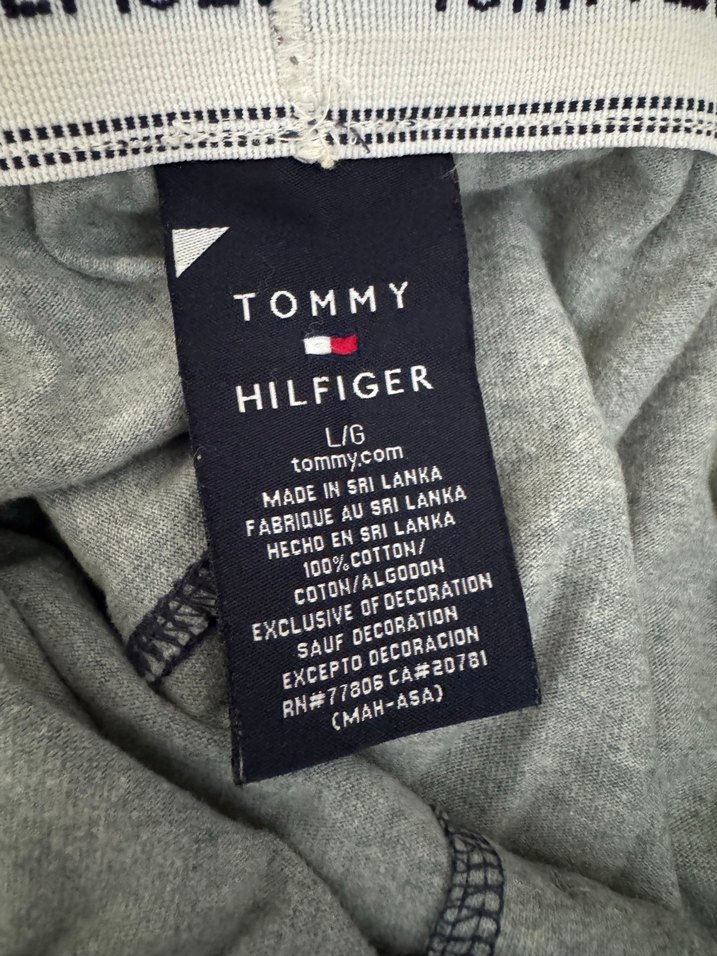 TOMMY
HILFIGER
L/G
tommy.com
MADE IN SRI LANKA
FABRIQUE AU SRI LANKA
HECHO EN SRI LANKA
100%COTTON/
COTON/ALGODON
EXCLUSIVE OF DECORATION
SAUF DECORATION
EXCEPTO DECORACION
RN#77806 CA#20781
(MAH-ASA)